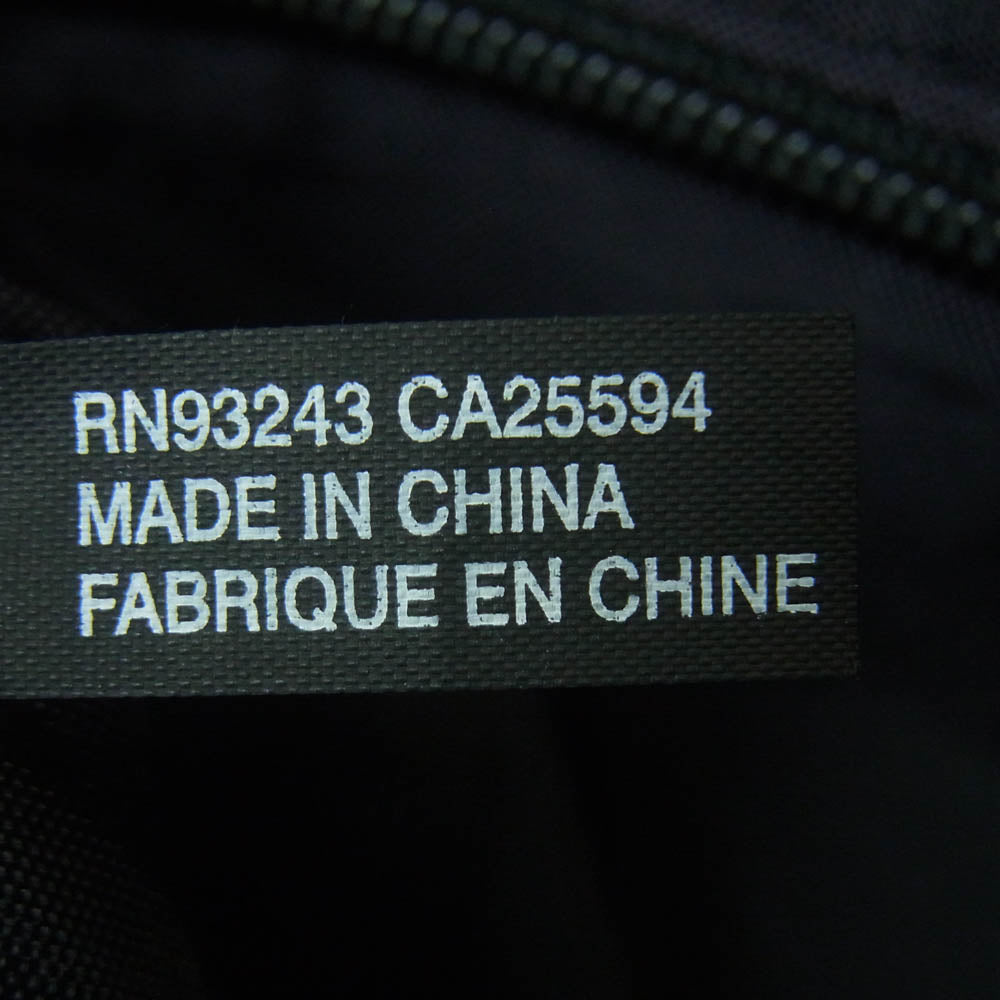 RN93243 CA25594
MADE IN CHINA
FABRIQUE EN CHINE